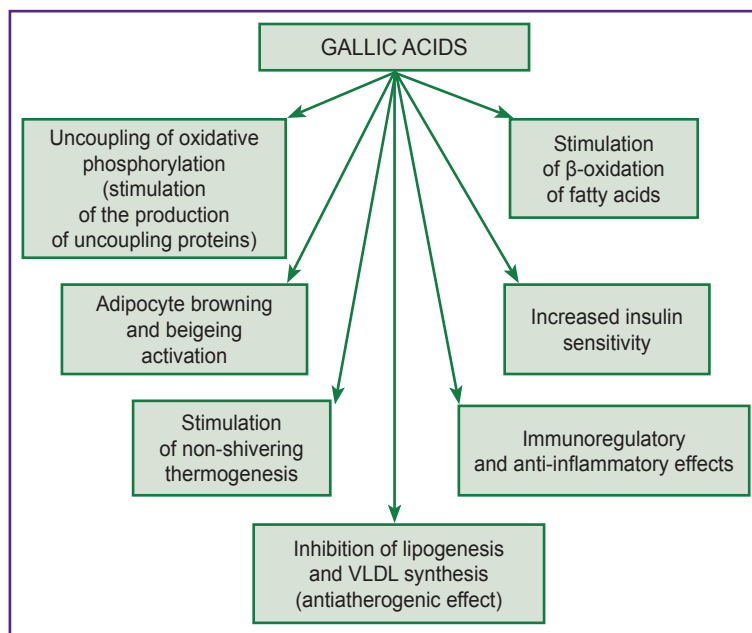 GALLIC ACIDS
Uncoupling of oxidative
phosphorylation
(stimulation
of the production
of uncoupling proteins)
Stimulation
of β-oxidation
of fatty acids
Adipocyte browning
and beigeing
activation
Increased insulin
sensitivity
Stimulation
of non-shivering
thermogenesis
Immunoregulatory
and anti-inflammatory effects
Inhibition of lipogenesis
and VLDL synthesis
(antiatherogenic effect)